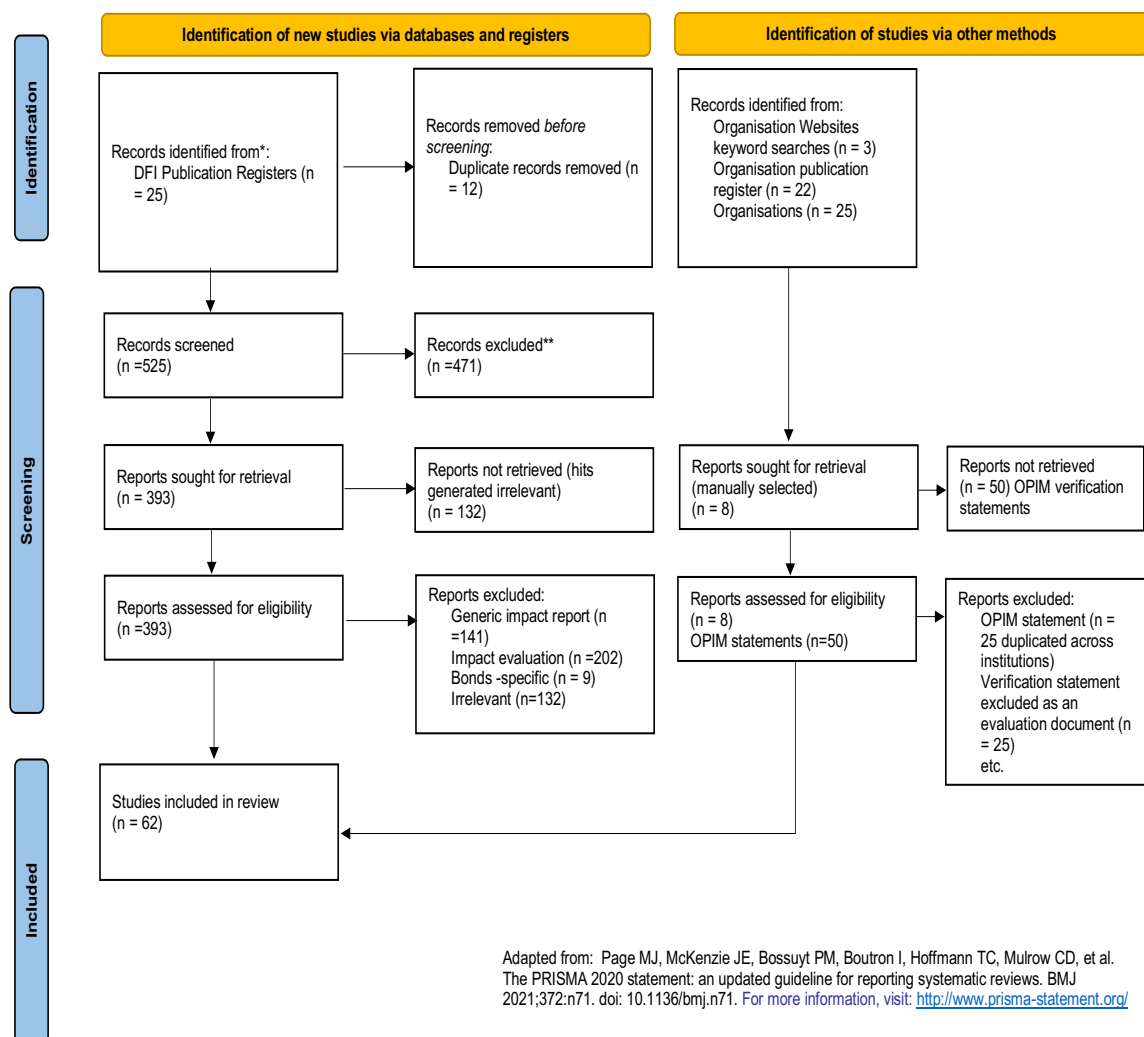 Identification of new studies via databases and registers
Identification of studies via other methods
Identification
Records identified from*:
DFI Publication Registers (n
= 25)
Records removed before
screening:
Duplicate records removed (n
= 12)
Records identified from:
Organisation Websites
keyword searches (n = 3)
Organisation publication
register (n = 22)
Organisations (n = 25)
Screening
Records screened
(n =525)
Records excluded**
(n =471)
Reports sought for retrieval
(n = 393)
Reports not retrieved (hits
generated irrelevant)
(n = 132)
Reports sought for retrieval
(manually selected)
(n = 8)
Reports not retrieved
(n = 50) OPIM verification
statements
Reports assessed for eligibility
(n =393)
Reports excluded:
Generic impact report (n
=141)
Impact evaluation (n =202)
Bonds -specific (n = 9)
Irrelevant (n=132)
Reports assessed for eligibility
(n = 8)
OPIM statements (n=50)
Reports excluded:
OPIM statement (n =
25 duplicated across
institutions)
Verification statement
excluded as an
evaluation document (n
= 25)
etc.
Included
Studies included in review
(n = 62)
Adapted from: Page MJ, McKenzie JE, Bossuyt PM, Boutron I, Hoffmann TC, Mulrow CD, et al.
The PRISMA 2020 statement: an updated guideline for reporting systematic reviews. BMJ
2021;372:n71. doi: 10.1136/bmj.n71. For more information, visit: http://www.prisma-statement.org/